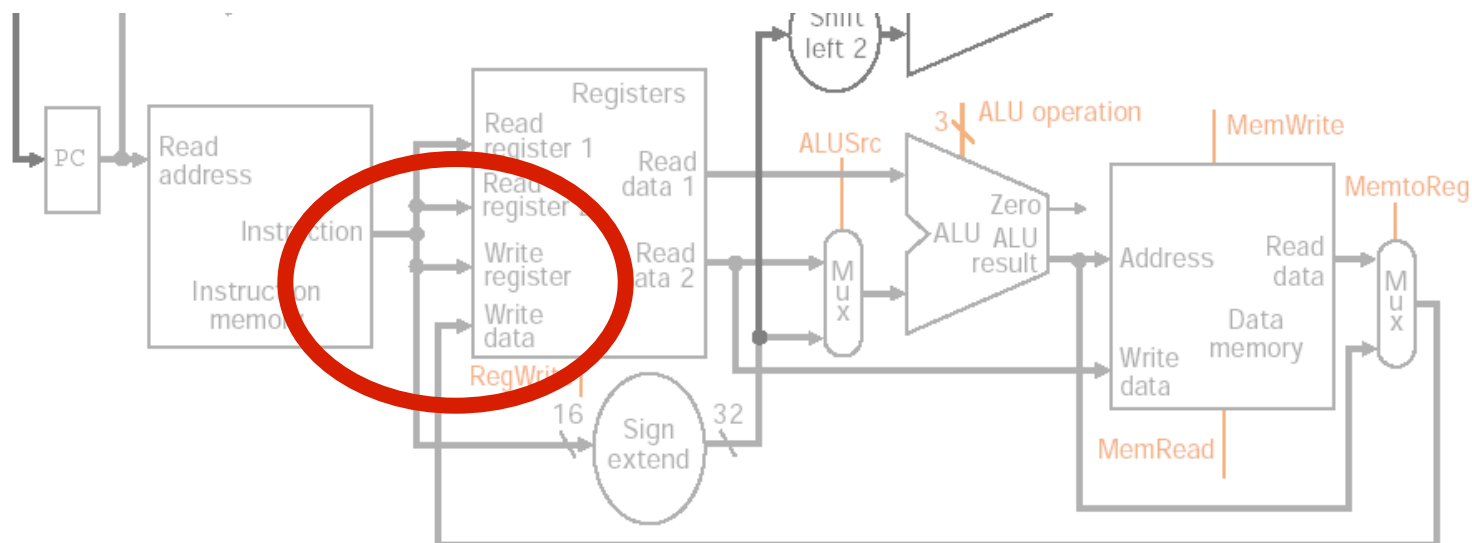 Shift
left 2
PC
Read
address
Instruction
Instruction
memory
Registers
Read
register 1
Read
register 2
Write
register
Write
data
Read
data 1
Read
data 2
RegWrite
16
Sign
extend
32
ALUSrc
M
u
x
3
ALU operation
Zero
ALU
ALU
result
MemWrite
Address
Read
data
Data
memory
Write
data
MemRead
MemtoReg
M
u
x